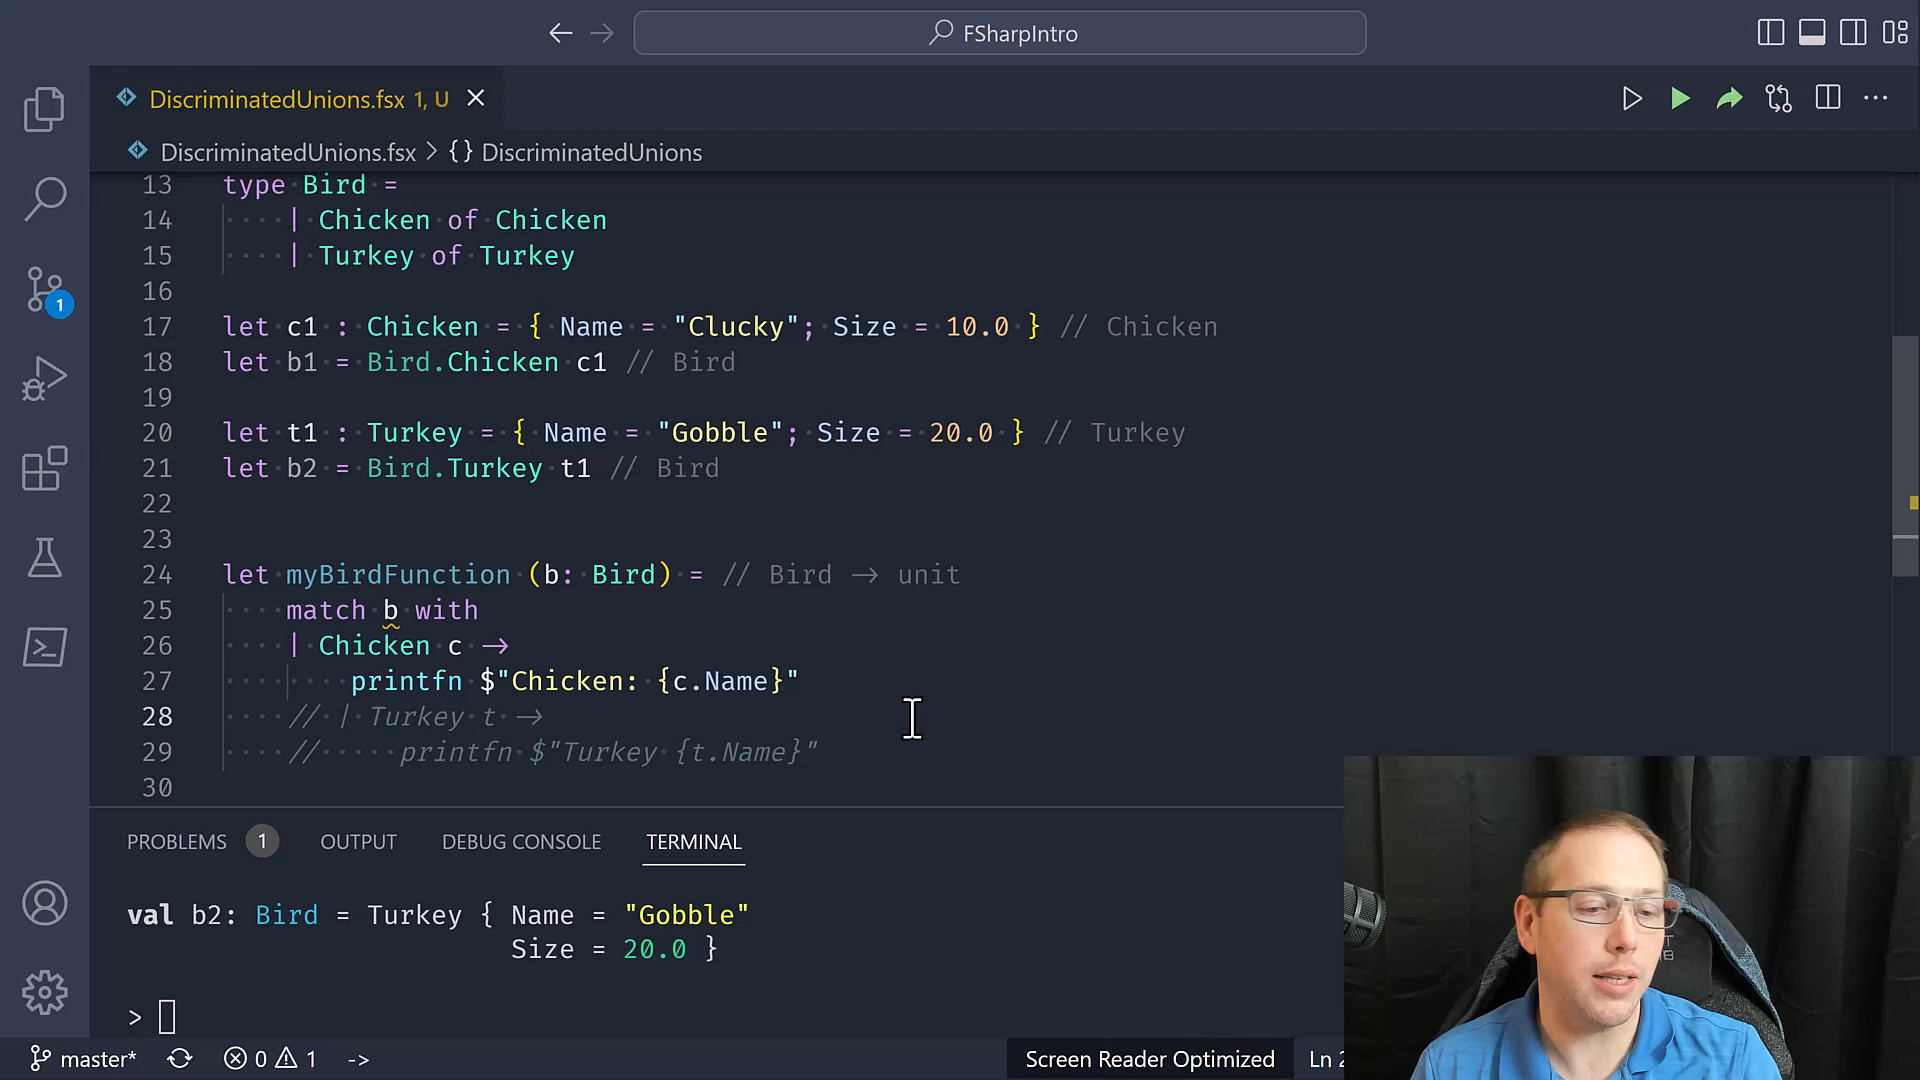 FSharpIntro
DiscriminatedUnions.fsx 1, U
DiscriminatedUnions.fsx > {} DiscriminatedUnions
13 type Bird =
14 | Chicken of Chicken
15 | Turkey of Turkey
16
17 let c1 : Chicken = { Name = "Clucky"; Size = 10.0 } // Chicken
18 let b1 = Bird.Chicken c1 // Bird
19
20 let t1 : Turkey = { Name = "Gobble"; Size = 20.0 } // Turkey
21 let b2 = Bird.Turkey t1 // Bird
22
23
24 let myBirdFunction (b: Bird) = // Bird -> unit
25 match b with
26 | Chicken c ->
27 printfn $"Chicken: {c.Name}"
28 // | Turkey t ->
29 // printfn $"Turkey {t.Name}"
30
PROBLEMS 1 OUTPUT DEBUG CONSOLE TERMINAL
val b2: Bird = Turkey { Name = "Gobble"
Size = 20.0 }
>
master* 0 1 -> Screen Reader Optimized Ln
1